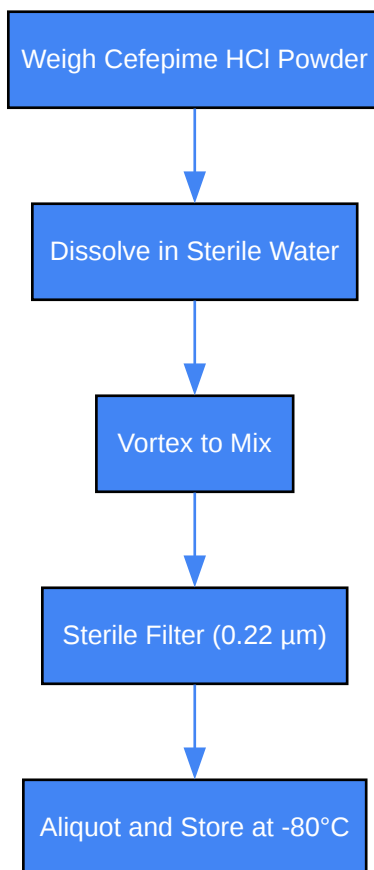 Weigh Cefepime HCl Powder
Dissolve in Sterile Water
Vortex to Mix
Sterile Filter (0.22 µm)
Aliquot and Store at -80°C